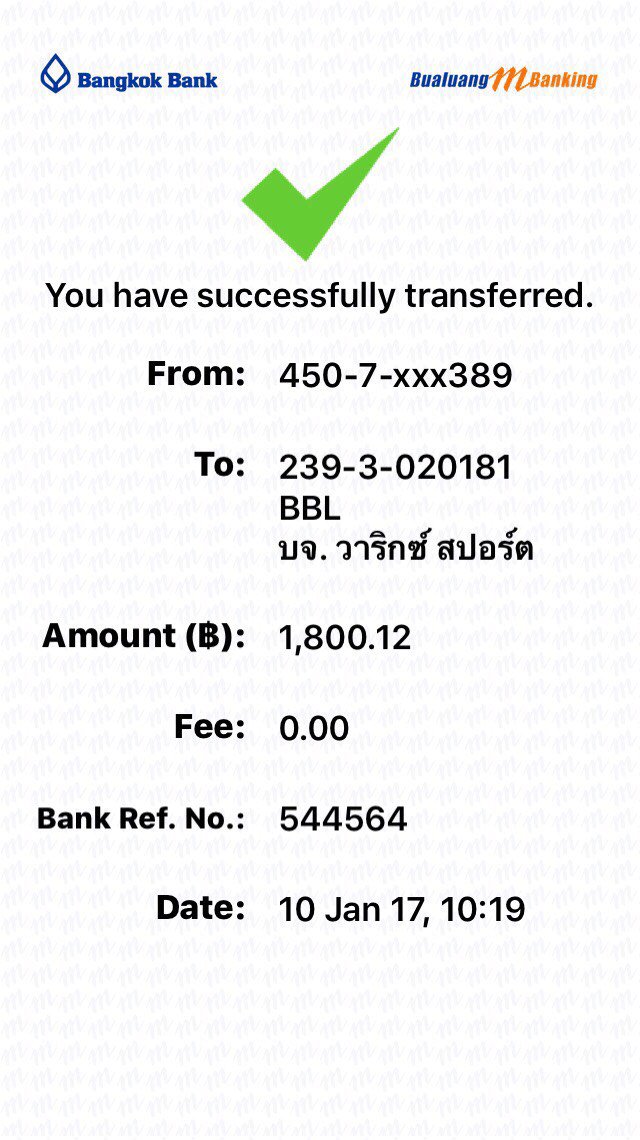 Bangkok Bank
Bualuang mBanking
You have successfully transferred.
From: 450-7-xxx389
To: 239-3-020181
BBL
บจ. วาริกซ์ สปอร์ต
Amount (฿): 1,800.12
Fee: 0.00
Bank Ref. No.: 544564
Date: 10 Jan 17, 10:19